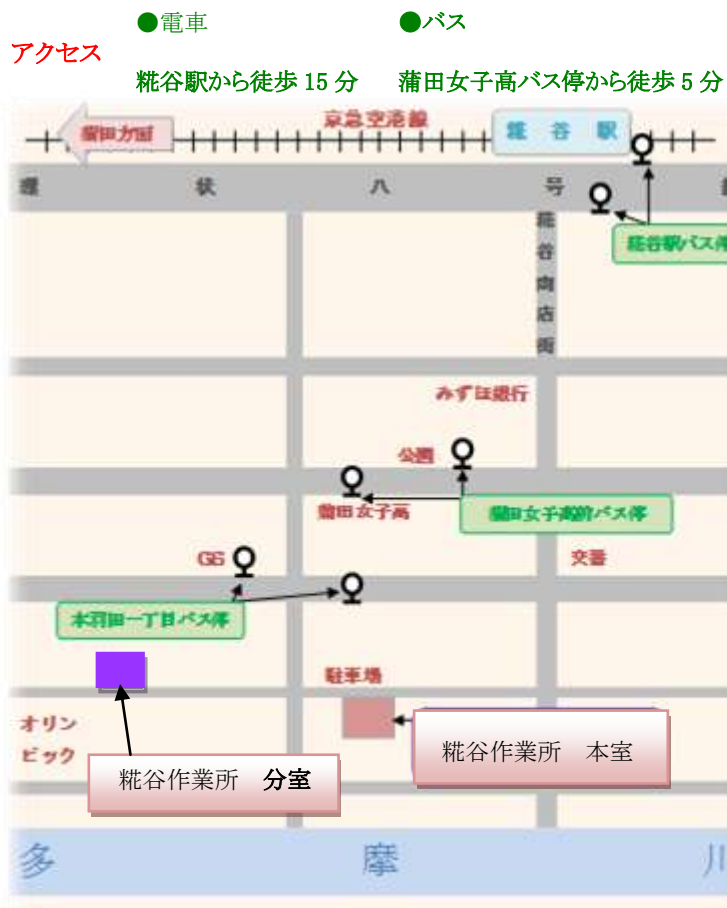 ●電車 ●バス
アクセス
糀谷駅から徒歩 15 分 蒲田女子高バス停から徒歩 5 分
京急空港線
蒲田方面
糀谷駅
環状八号
糀谷駅バス停
糀谷商店街
みずほ銀行
公園
蒲田女子高
蒲田女子高前バス停
GS
交番
本羽田一丁目バス停
駐車場
オリン
ピック
糀谷作業所 本室
糀谷作業所 分室
多摩川